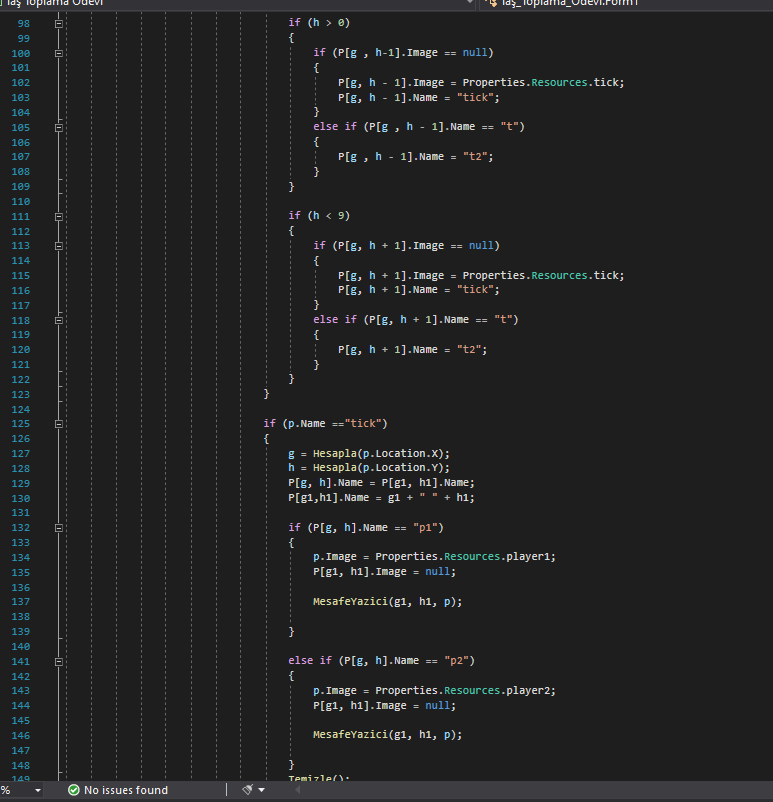 Taş Toplama Ödevi Taş_Toplama_Odevi.Form1
98 if (h > 0)
99 {
100 if (P[g , h-1].Image == null)
101 {
102 P[g, h - 1].Image = Properties.Resources.tick;
103 P[g, h - 1].Name = "tick";
104 }
105 else if (P[g , h - 1].Name == "t")
106 {
107 P[g , h - 1].Name = "t2";
108 }
109 }
110
111 if (h < 9)
112 {
113 if (P[g, h + 1].Image == null)
114 {
115 P[g, h + 1].Image = Properties.Resources.tick;
116 P[g, h + 1].Name = "tick";
117 }
118 else if (P[g, h + 1].Name == "t")
119 {
120 P[g, h + 1].Name = "t2";
121 }
122 }
123 }
124
125 if (p.Name =="tick")
126 {
127 g = Hesapla(p.Location.X);
128 h = Hesapla(p.Location.Y);
129 P[g, h].Name = P[g1, h1].Name;
130 P[g1,h1].Name = g1 + " " + h1;
131
132 if (P[g, h].Name == "p1")
133 {
134 p.Image = Properties.Resources.player1;
135 P[g1, h1].Image = null;
136
137 MesafeYazici(g1, h1, p);
138
139 }
140
141 else if (P[g, h].Name == "p2")
142 {
143 p.Image = Properties.Resources.player2;
144 P[g1, h1].Image = null;
145
146 MesafeYazici(g1, h1, p);
147
148 }
149 Temizle();
% No issues found